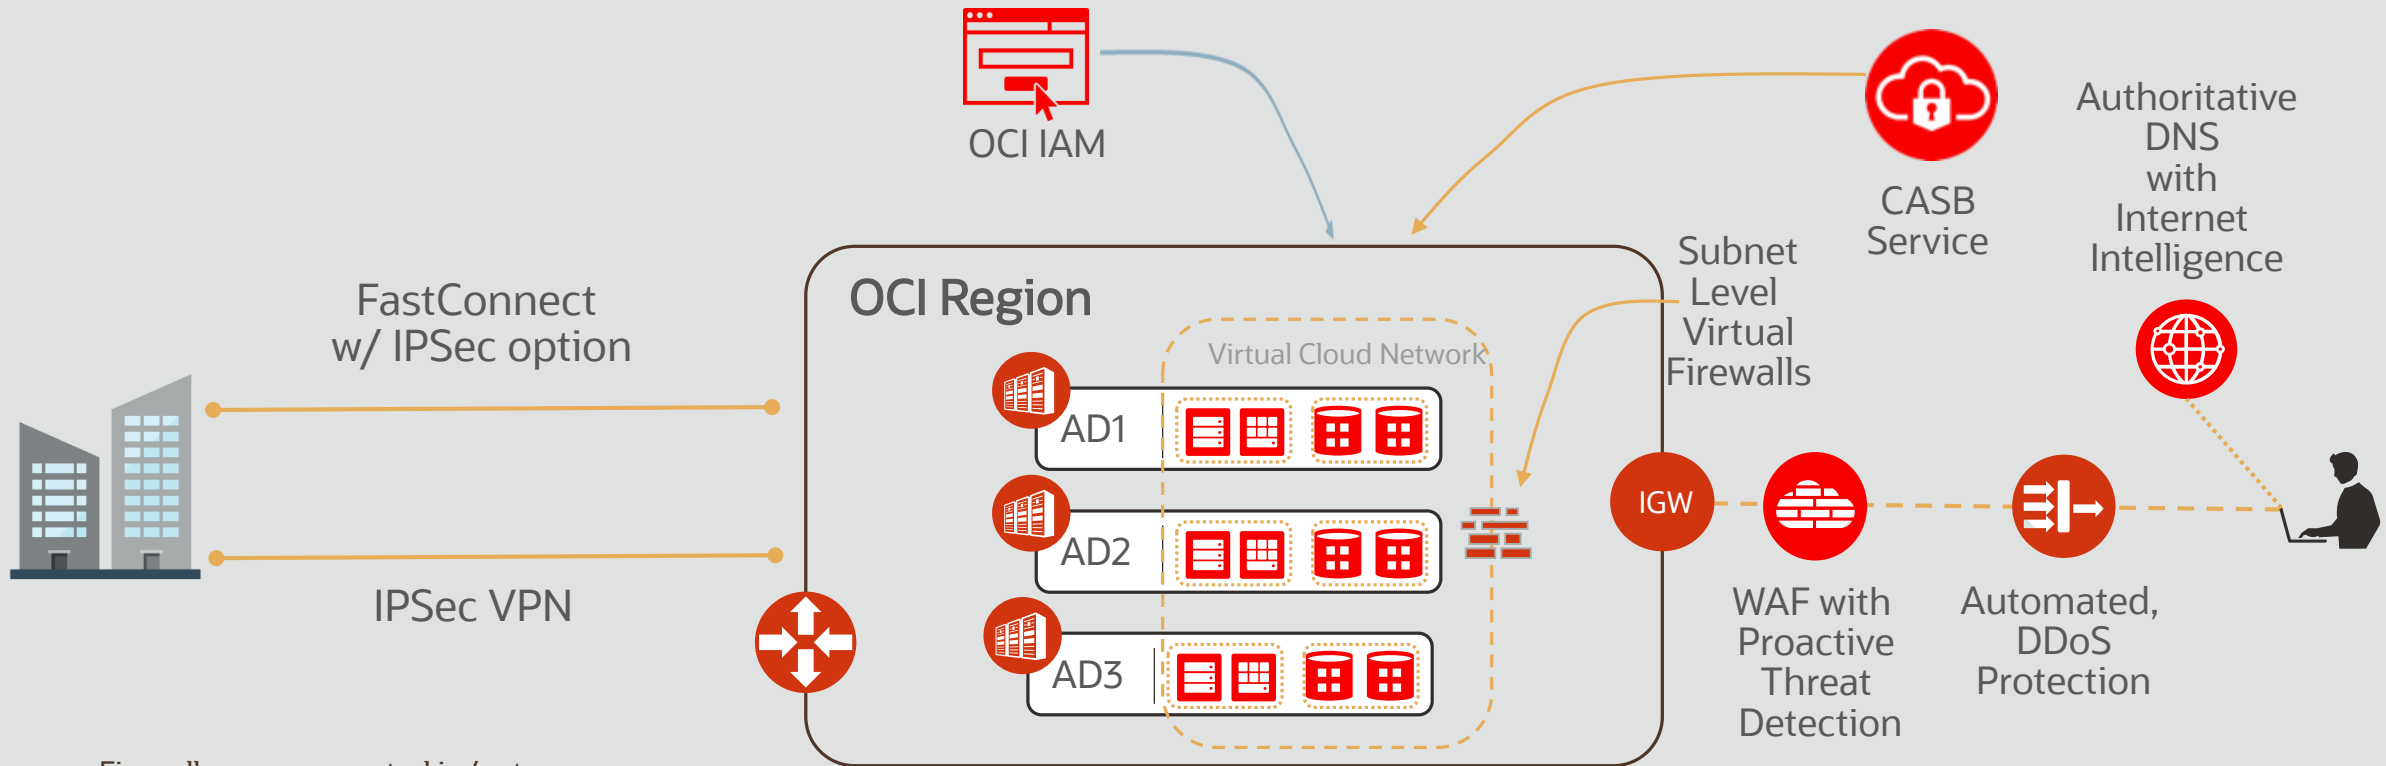 OCI IAM
CASB
Service
Authoritative
DNS
with
Internet
Intelligence
FastConnect
w/ IPSec option
IPSec VPN
OCI Region
Virtual Cloud Network
AD1
AD2
AD3
Subnet
Level
Virtual
Firewalls
IGW
WAF with
Proactive
Threat
Detection
Automated,
DDoS
Protection